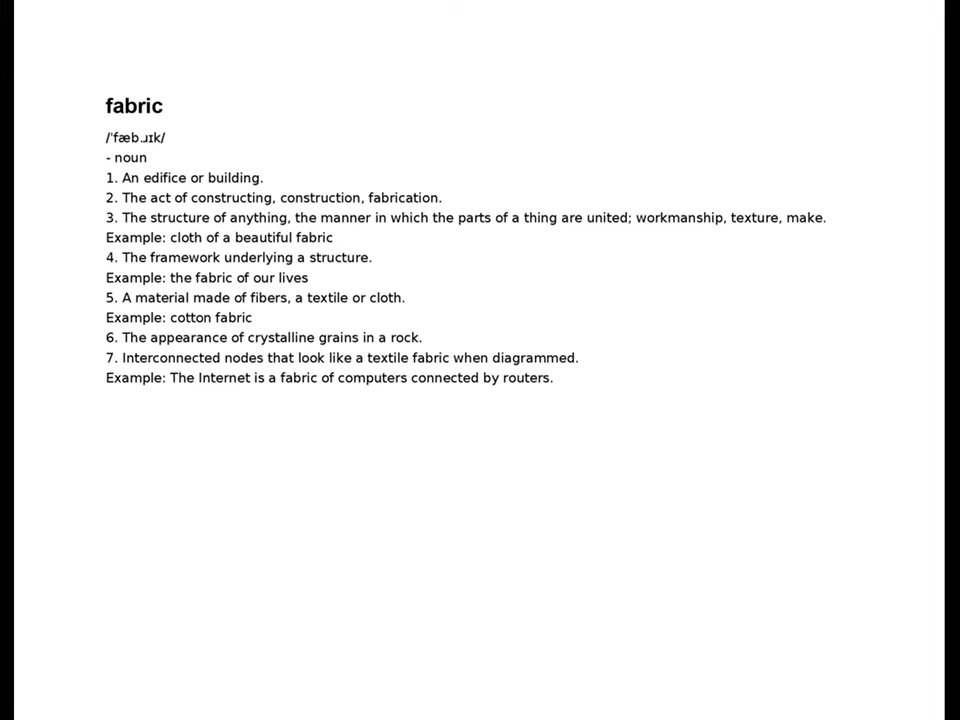 fabric
/ˈfæb.ɹɪk/
- noun
1. An edifice or building.
2. The act of constructing, construction, fabrication.
3. The structure of anything, the manner in which the parts of a thing are united; workmanship, texture, make.
Example: cloth of a beautiful fabric
4. The framework underlying a structure.
Example: the fabric of our lives
5. A material made of fibers, a textile or cloth.
Example: cotton fabric
6. The appearance of crystalline grains in a rock.
7. Interconnected nodes that look like a textile fabric when diagrammed.
Example: The Internet is a fabric of computers connected by routers.